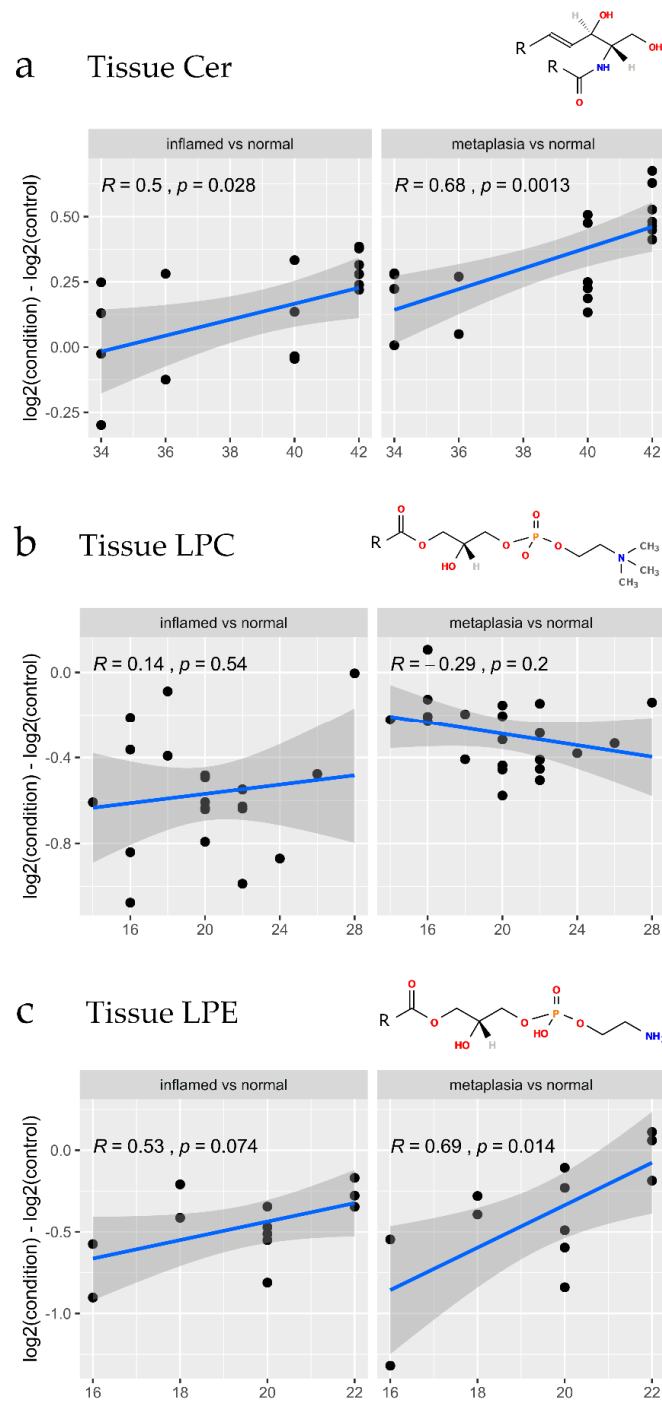 a Tissue Cer
H OH
R OH
R NH H
O
inflamed vs normal metaplasia vs normal
R = 0.5 , p = 0.028 R = 0.68 , p = 0.0013
log2(condition) - log2(control)
0.50
0.25
0.00
-0.25
34 36 38 40 42 34 36 38 40 42
b Tissue LPC
O O
R O O P O CH3
HO H O N CH3
CH3
inflamed vs normal metaplasia vs normal
R = 0.14 , p = 0.54 R = −0.29 , p = 0.2
log2(condition) - log2(control)
0.0
-0.4
-0.8
16 20 24 28 16 20 24 28
c Tissue LPE
O O
R O O P O
HO H HO NH2
inflamed vs normal metaplasia vs normal
R = 0.53 , p = 0.074 R = 0.69 , p = 0.014
log2(condition) - log2(control)
0.0
-0.5
-1.0
16 18 20 22 16 18 20 22